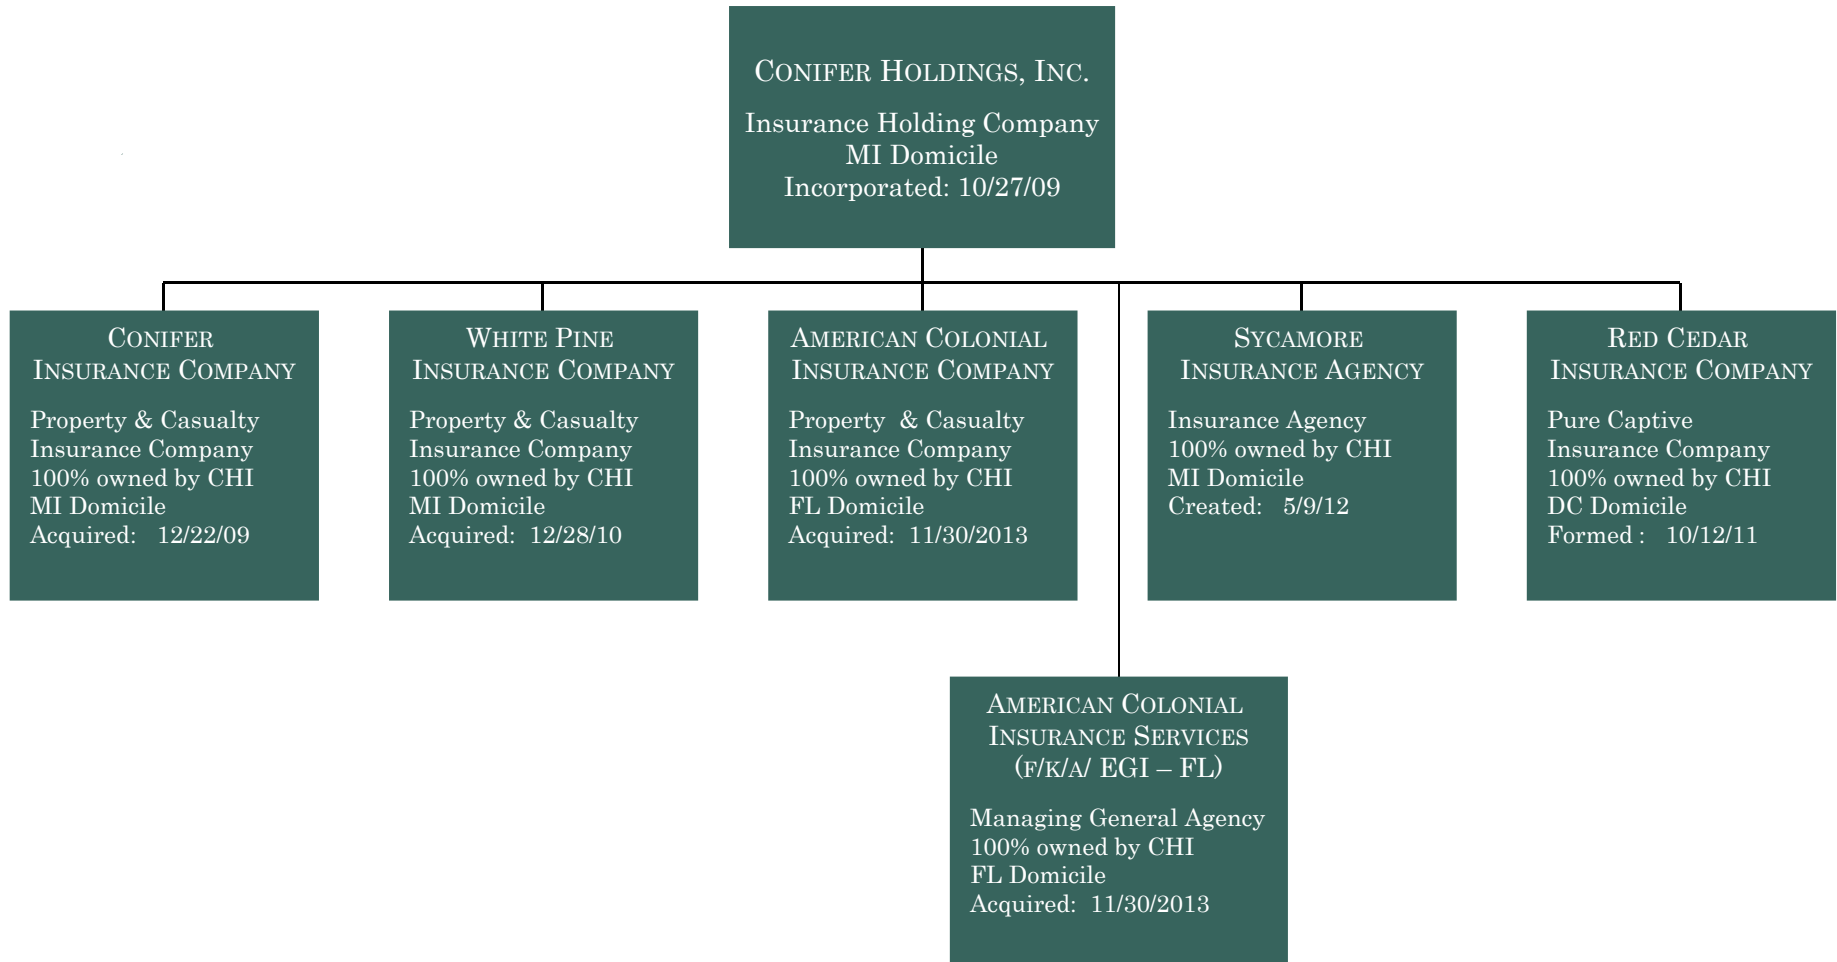 CONIFER HOLDINGS, INC.
Insurance Holding Company
MI Domicile
Incorporated: 10/27/09
CONIFER
INSURANCE COMPANY
Property & Casualty
Insurance Company
100% owned by CHI
MI Domicile
Acquired: 12/22/09
WHITE PINE
INSURANCE COMPANY
Property & Casualty
Insurance Company
100% owned by CHI
MI Domicile
Acquired: 12/28/10
AMERICAN COLONIAL
INSURANCE COMPANY
Property & Casualty
Insurance Company
100% owned by CHI
FL Domicile
Acquired: 11/30/2013
SYCAMORE
INSURANCE AGENCY
Insurance Agency
100% owned by CHI
MI Domicile
Created: 5/9/12
RED CEDAR
INSURANCE COMPANY
Pure Captive
Insurance Company
100% owned by CHI
DC Domicile
Formed : 10/12/11
AMERICAN COLONIAL
INSURANCE SERVICES
(F/K/A/ EGI – FL)
Managing General Agency
100% owned by CHI
FL Domicile
Acquired: 11/30/2013